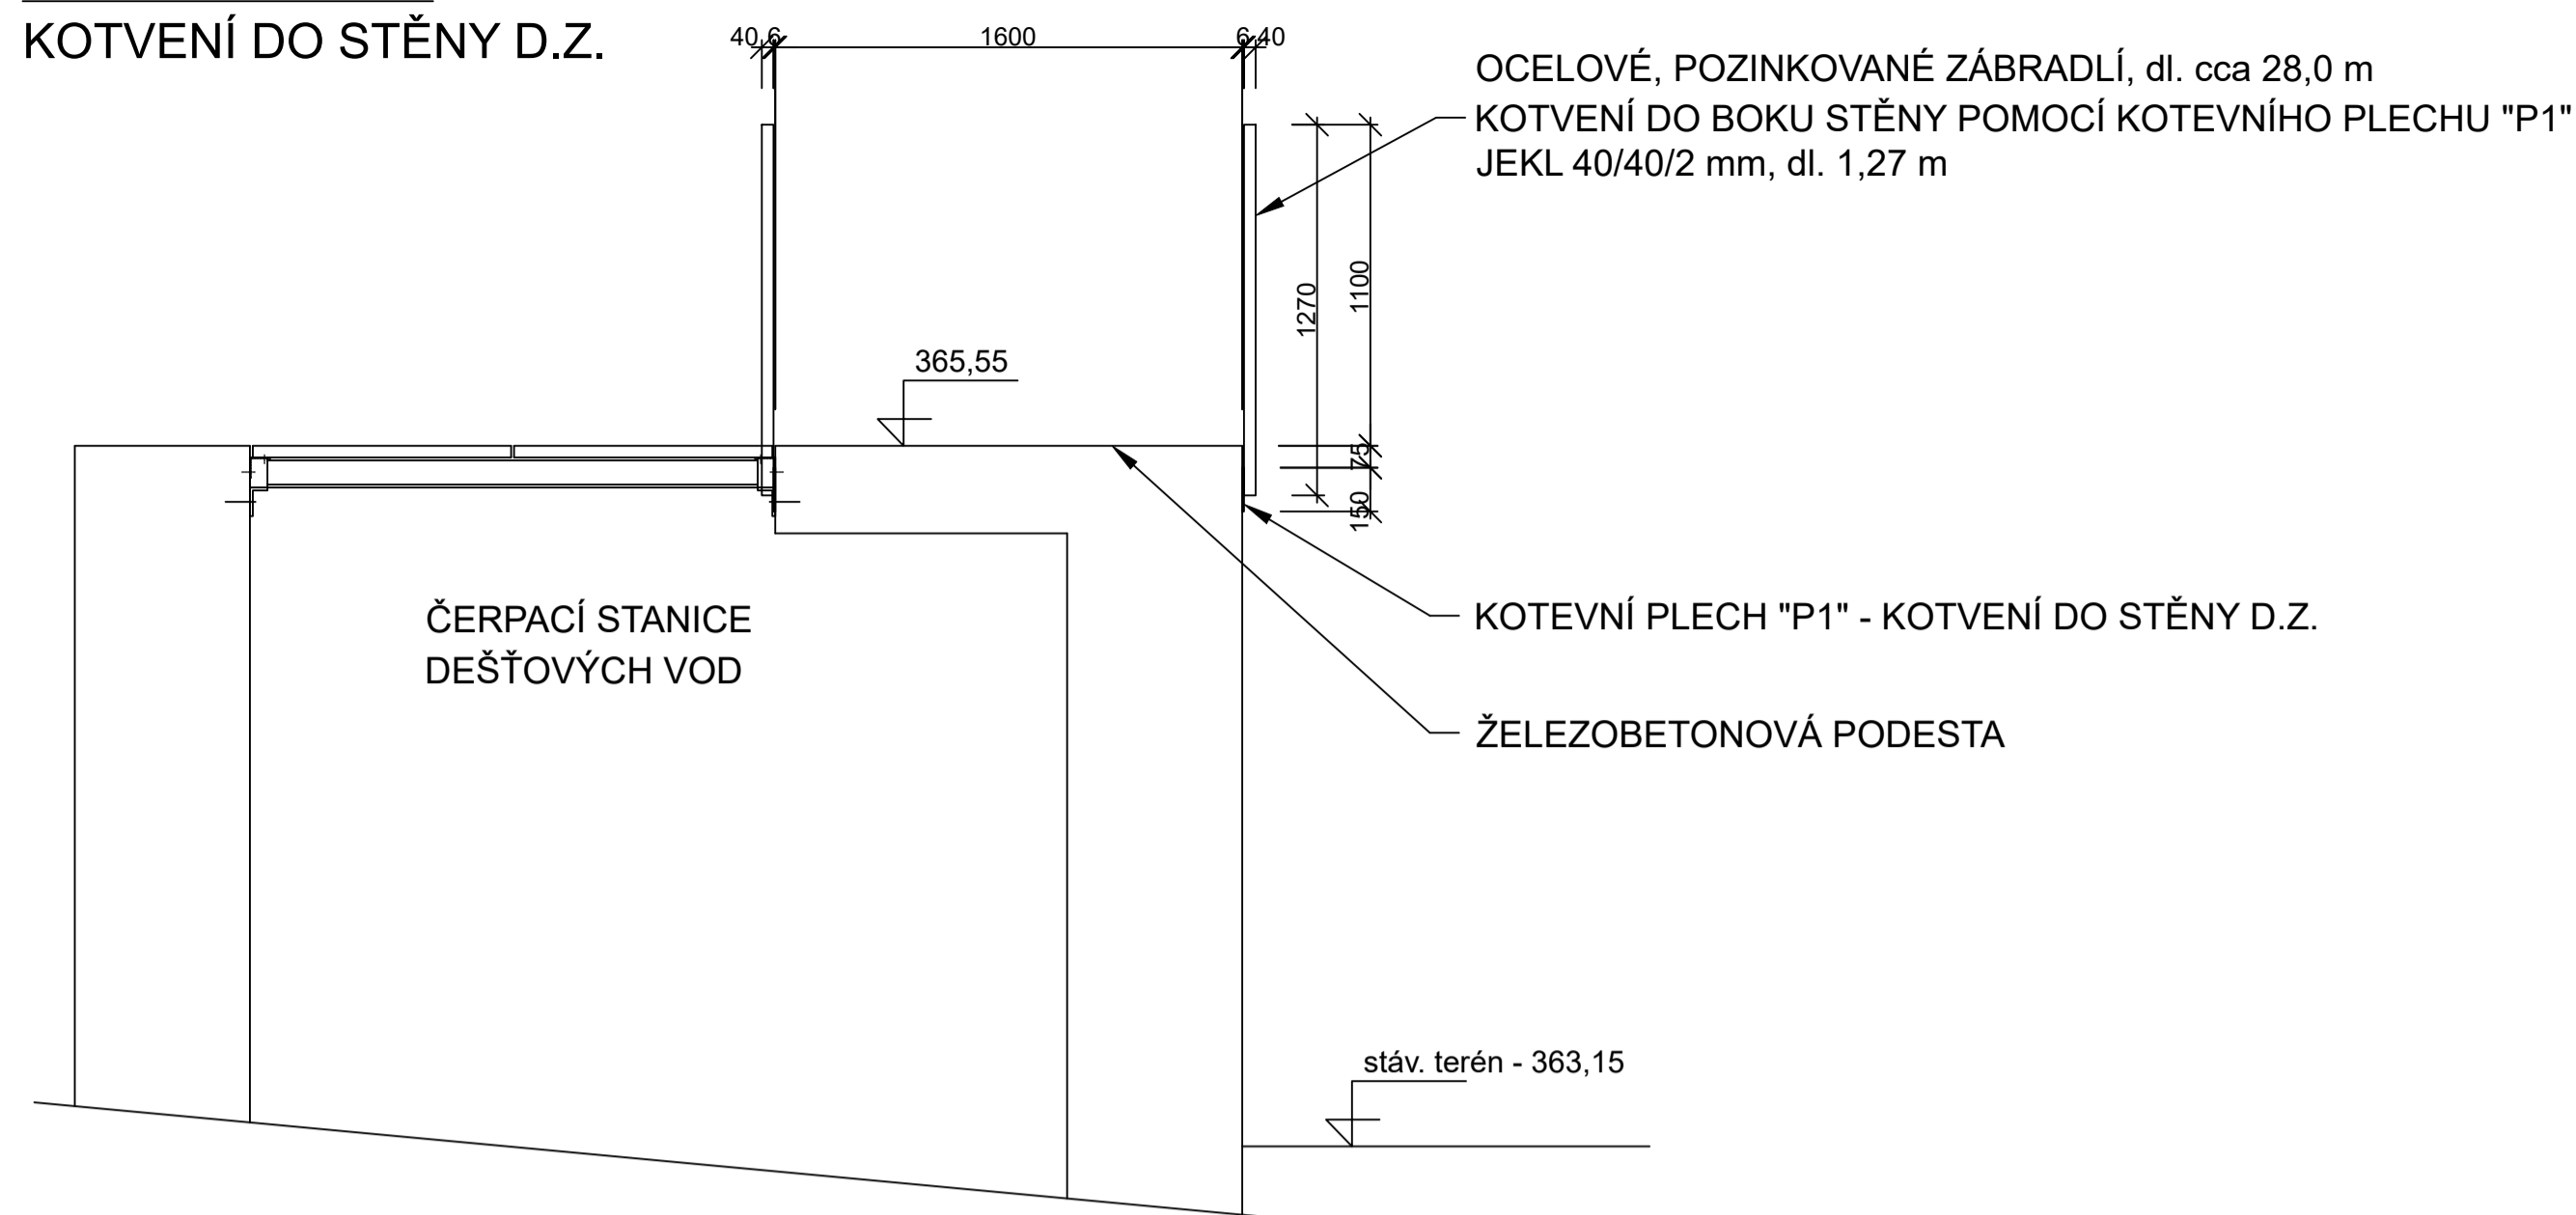 KOTVENÍ DO STĚNY D.Z.
40 6 1600 6 40
OCELOVÉ, POZINKOVANÉ ZÁBRADLÍ, dl. cca 28,0 m
KOTVENÍ DO BOKU STĚNY POMOCÍ KOTEVNÍHO PLECHU "P1"
JEKL 40/40/2 mm, dl. 1,27 m
1270
1100
365,55
75
150
ČERPACÍ STANICE
DEŠŤOVÝCH VOD
KOTEVNÍ PLECH "P1" - KOTVENÍ DO STĚNY D.Z.
ŽELEZOBETONOVÁ PODESTA
stáv. terén - 363,15